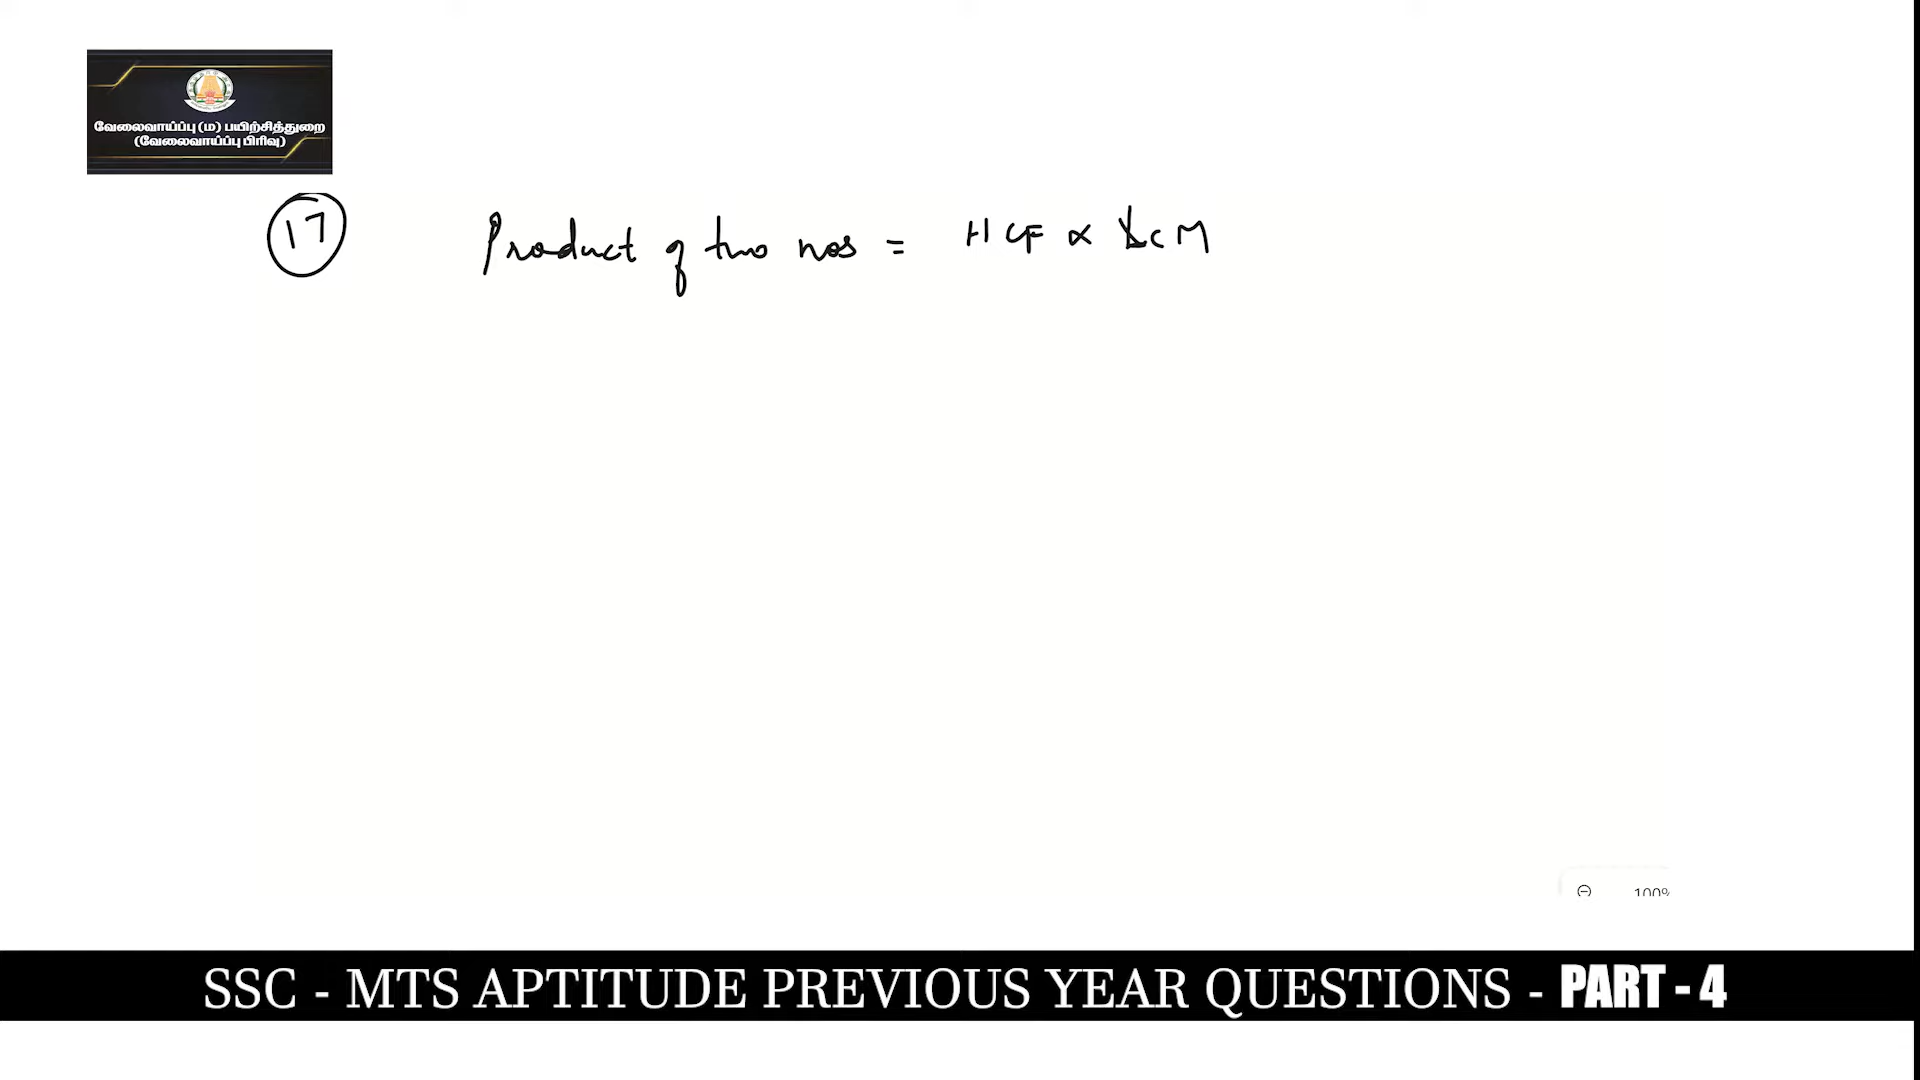 வேலைவாய்ப்பு (ம) பயிற்சித்துறை
(வேலைவாய்ப்பு பிரிவு)
17 Product of two nos = HCF × LCM
100%
SSC - MTS APTITUDE PREVIOUS YEAR QUESTIONS - PART - 4